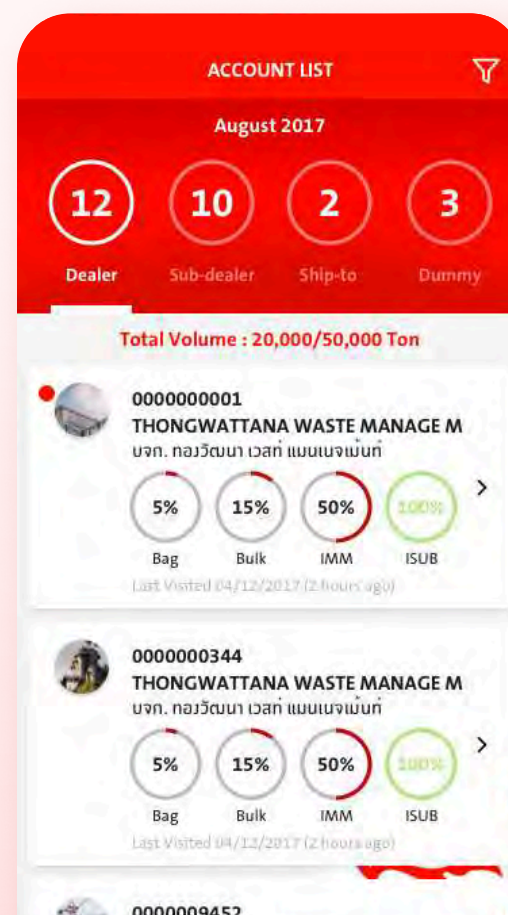 ACCOUNT LIST
August 2017
12 10 2 3
Dealer Sub-dealer Ship-to Dummy
Total Volume : 20,000/50,000 Ton
0000000001
THONGWATTANA WASTE MANAGE M
บจก. ทองวัฒนา เวสท์ แมนเนจเม้นท์
5% 15% 50% 100%
Bag Bulk IMM ISUB
Last Visited 04/12/2017 (2 hours ago)
0000000344
THONGWATTANA WASTE MANAGE M
บจก. ทองวัฒนา เวสท์ แมนเนจเม้นท์
5% 15% 50% 100%
Bag Bulk IMM ISUB
Last Visited 04/12/2017 (2 hours ago)
0000009452